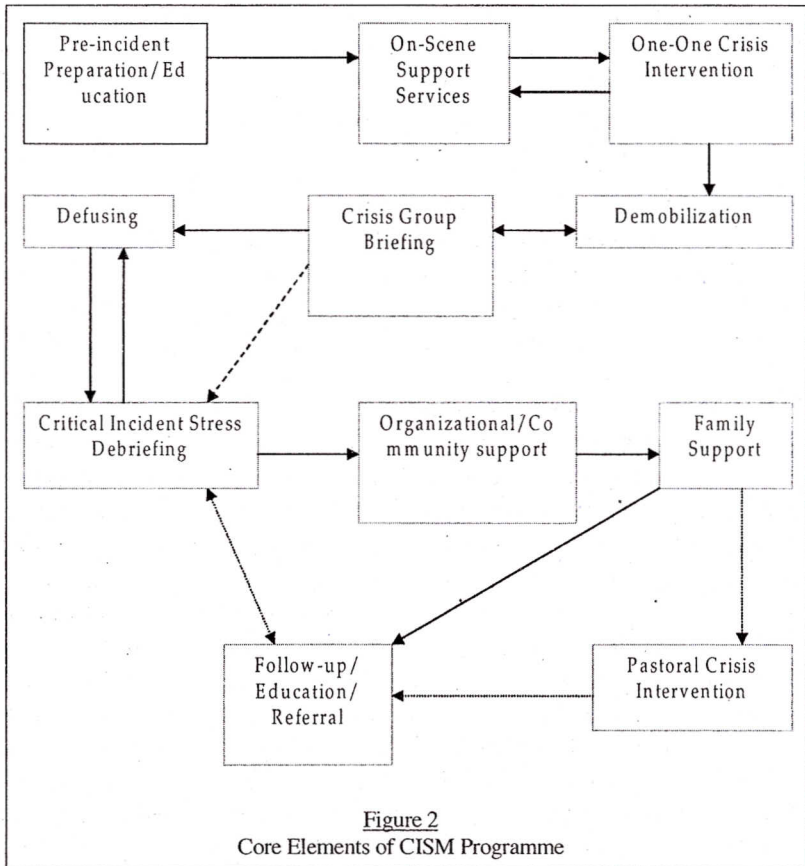 Pre-incident
Preparation/Ed
ucation
On-Scene
Support
Services
One-One Crisis
Intervention
Defusing
Crisis Group
Briefing
Demobilization
Critical Incident Stress
Debriefing
Organizational/Co
mmunity support
Family
Support
Follow-up/
Education/
Referral
Pastoral Crisis
Intervention
Figure 2
Core Elements of CISM Programme